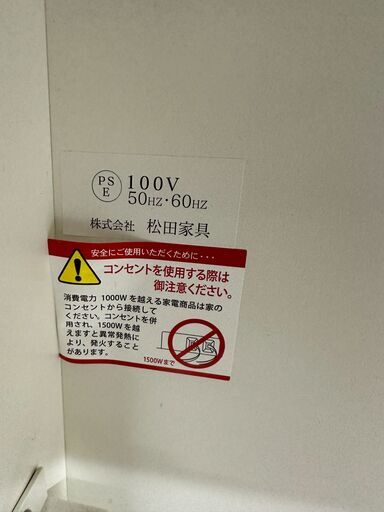 PS
E
100V
50HZ・60HZ
株式会社 松田家具
安全にご使用いただくために・・・
コンセントを使用する際は
御注意ください。
消費電力 1000Wを越える家電商品は家の
コンセントから接続して
ください。コンセントを併
用され、1500Wを越
えますと異常発熱に
より、発火すること
があります。
1500Wまで